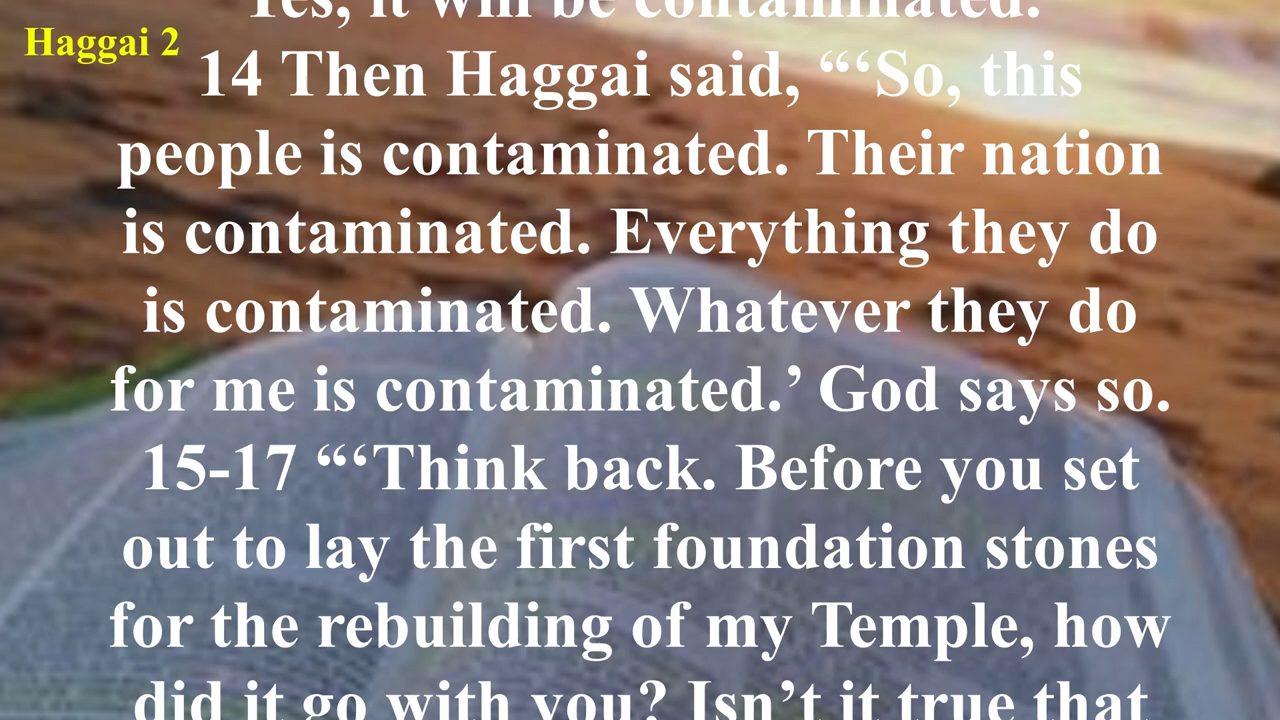 Yes, it will be contaminated.
Haggai 2
14 Then Haggai said, “‘So, this
people is contaminated. Their nation
is contaminated. Everything they do
is contaminated. Whatever they do
for me is contaminated.’ God says so.
15-17 “‘Think back. Before you set
out to lay the first foundation stones
for the rebuilding of my Temple, how
did it go with you? Isn’t it true that